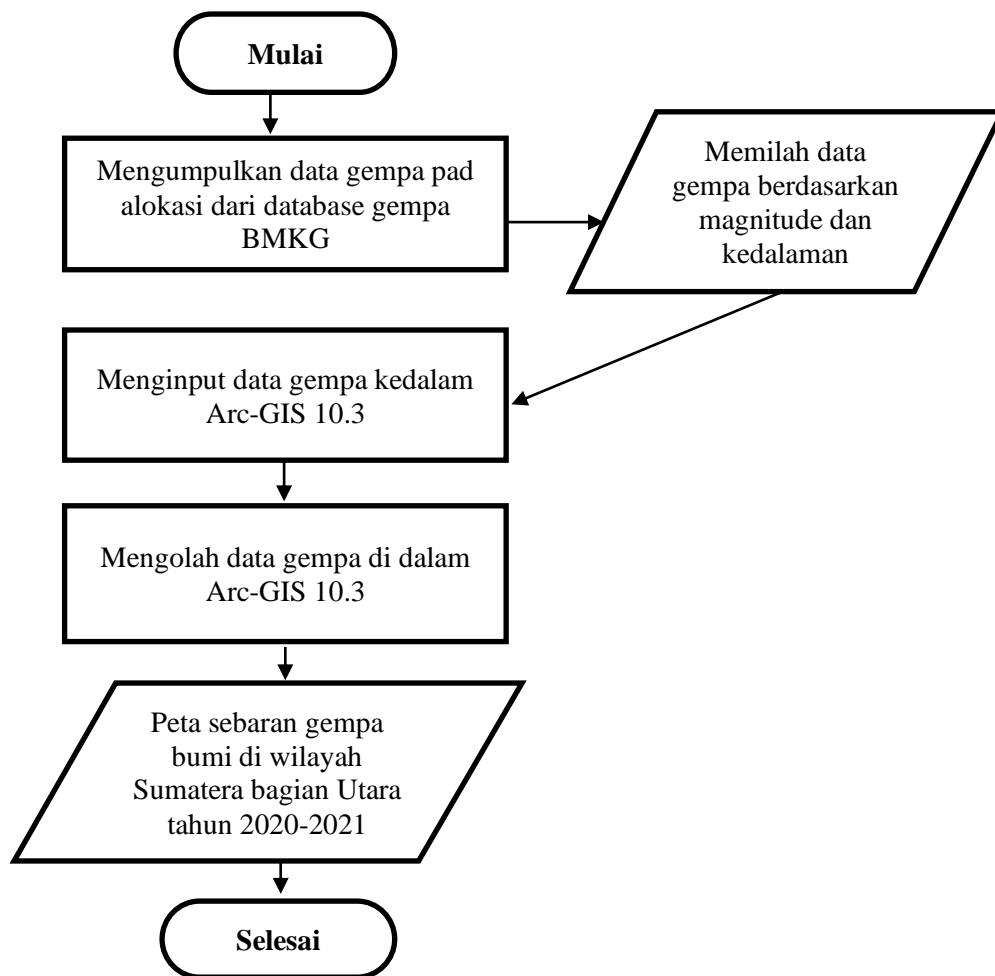 Mulai
Mengumpulkan data gempa pad
alokasi dari database gempa
BMKG
Memilah data
gempa berdasarkan
magnitude dan
kedalaman
Menginput data gempa kedalam
Arc-GIS 10.3
Mengolah data gempa di dalam
Arc-GIS 10.3
Peta sebaran gempa
bumi di wilayah
Sumatera bagian Utara
tahun 2020-2021
Selesai